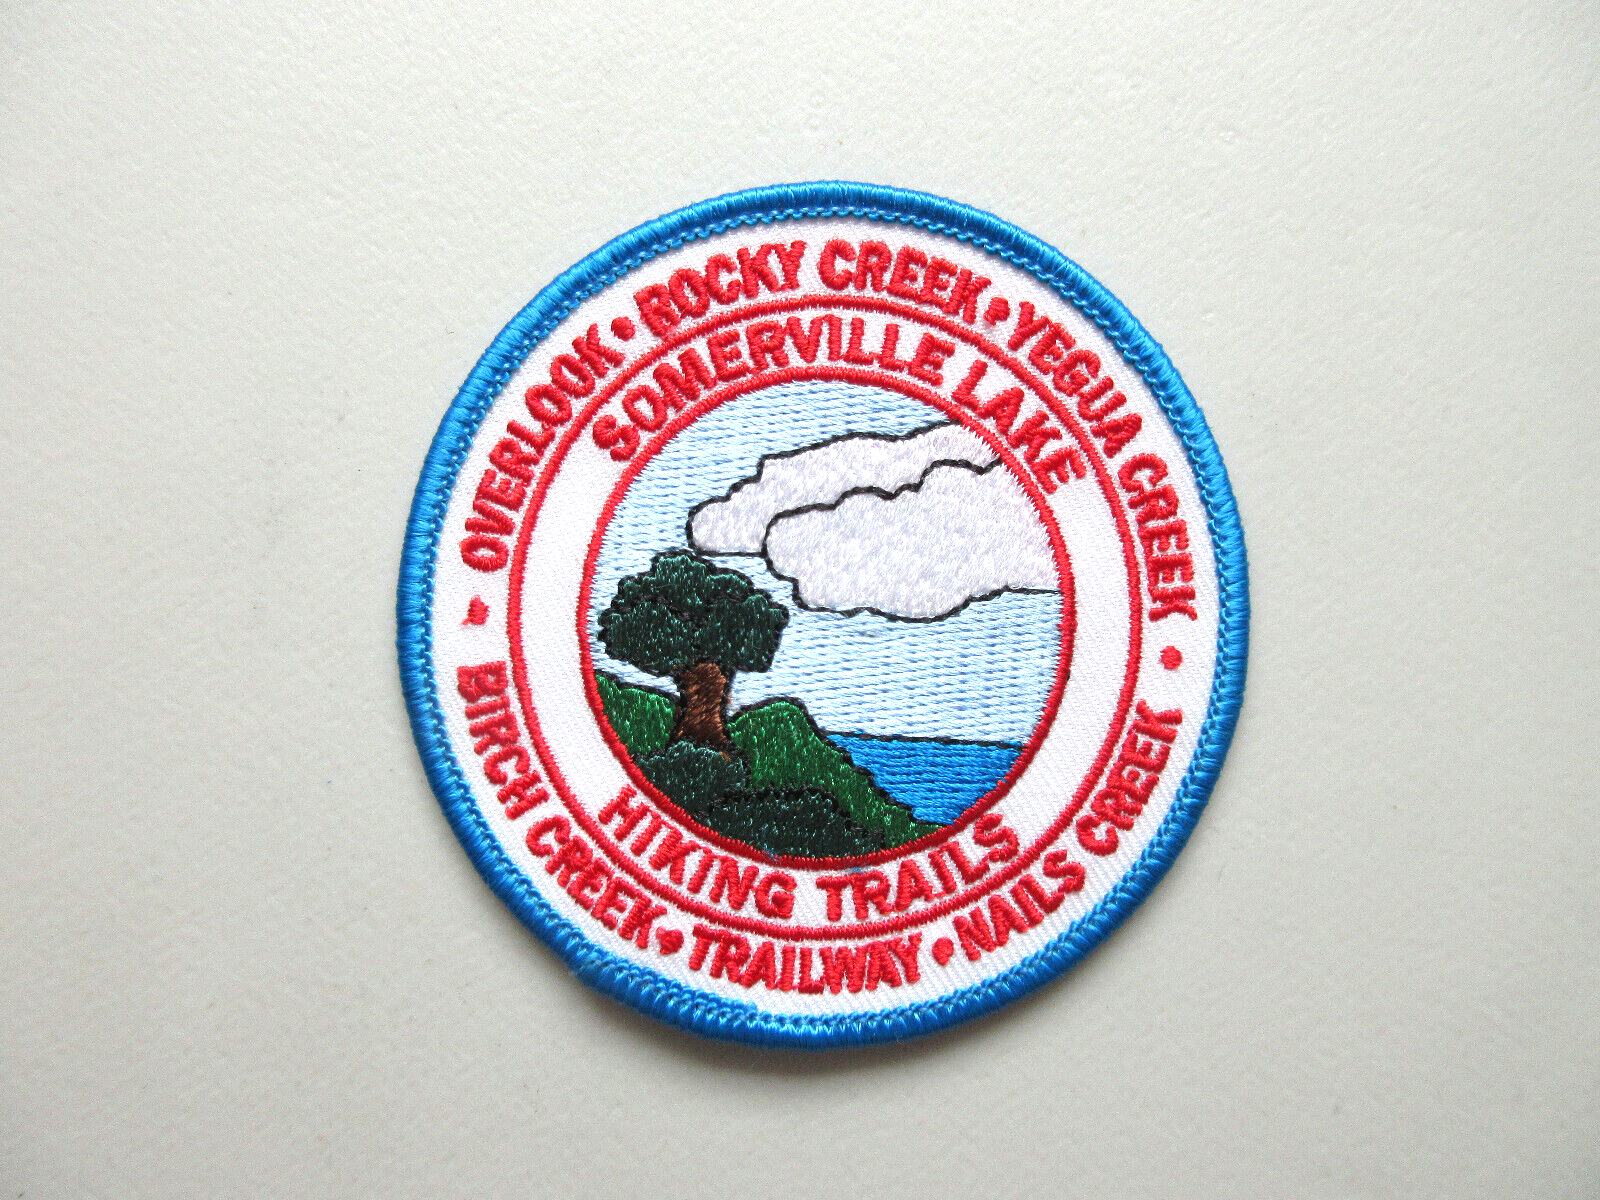 OVERLOOK • ROCKY CREEK • YEGUA CREEK •
SOMERVILLE LAKE
HIKING TRAILS
• BIRCH CREEK • TRAILWAY • NAILS CREEK